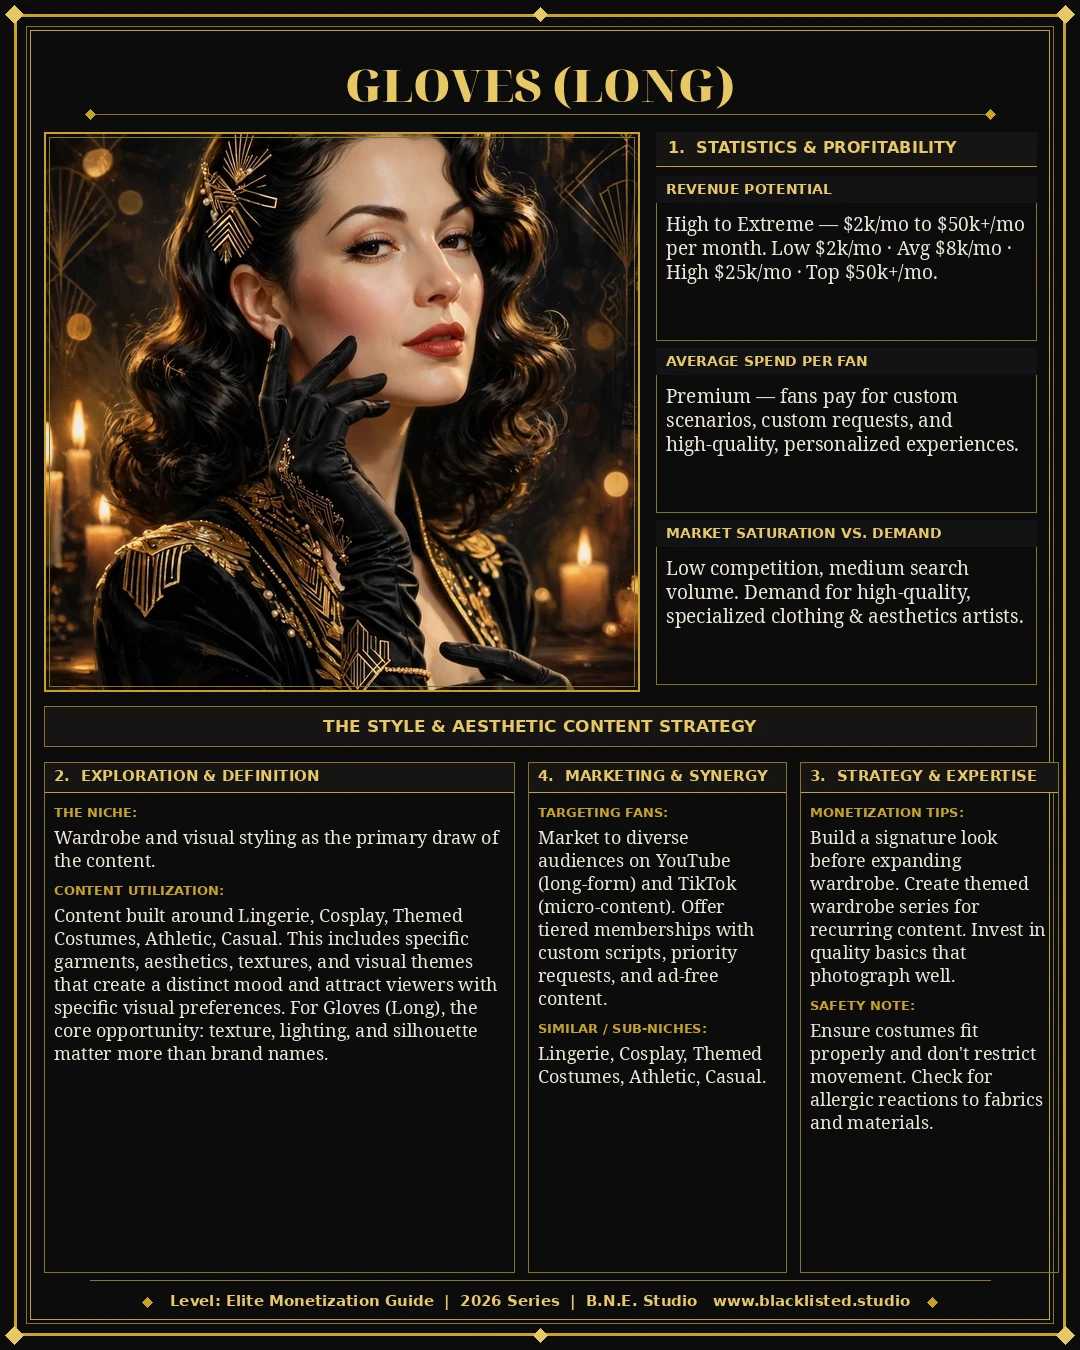 GLOVES (LONG)
1. STATISTICS & PROFITABILITY
REVENUE POTENTIAL
High to Extreme — $2k/mo to $50k+/mo
per month. Low $2k/mo · Avg $8k/mo ·
High $25k/mo · Top $50k+/mo.
AVERAGE SPEND PER FAN
Premium — fans pay for custom
scenarios, custom requests, and
high-quality, personalized experiences.
MARKET SATURATION VS. DEMAND
Low competition, medium search
volume. Demand for high-quality,
specialized clothing & aesthetics artists.
THE STYLE & AESTHETIC CONTENT STRATEGY
2. EXPLORATION & DEFINITION
THE NICHE:
Wardrobe and visual styling as the primary draw of
the content.
CONTENT UTILIZATION:
Content built around Lingerie, Cosplay, Themed
Costumes, Athletic, Casual. This includes specific
garments, aesthetics, textures, and visual themes
that create a distinct mood and attract viewers with
specific visual preferences. For Gloves (Long), the
core opportunity: texture, lighting, and silhouette
matter more than brand names.
4. MARKETING & SYNERGY
TARGETING FANS:
Market to diverse
audiences on YouTube
(long-form) and TikTok
(micro-content). Offer
tiered memberships with
custom scripts, priority
requests, and ad-free
content.
SIMILAR / SUB-NICHES:
Lingerie, Cosplay, Themed
Costumes, Athletic, Casual.
3. STRATEGY & EXPERTISE
MONETIZATION TIPS:
Build a signature look
before expanding
wardrobe. Create themed
wardrobe series for
recurring content. Invest in
quality basics that
photograph well.
SAFETY NOTE:
Ensure costumes fit
properly and don't restrict
movement. Check for
allergic reactions to fabrics
and materials.
Level: Elite Monetization Guide | 2026 Series | B.N.E. Studio www.blacklisted.studio